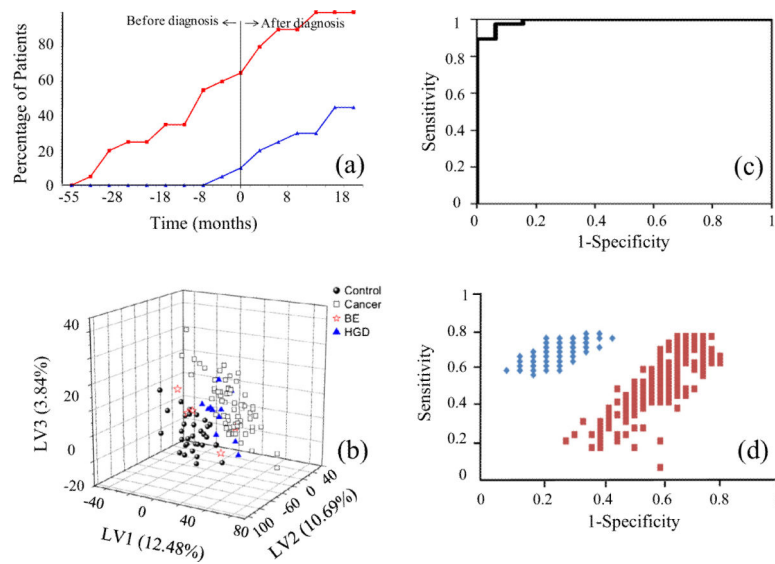 Before diagnosis After diagnosis
Percentage of Patients
80
60
40
20
0
(a)
-55 -28 -18 -8 0 8 18
Time (months)
1
0.8
0.6
0.4
0.2
0
Sensitivity
(c)
0 0.2 0.4 0.6 0.8 1
1-Specificity
Control
Cancer
BE
HGD
40
20
0
-20
LV3 (3.84%)
(b)
-40 0 40 80
LV1 (12.48%)
100 60 20 0 40
LV2 (10.69%)
1
0.8
0.6
0.4
0.2
0
Sensitivity
(d)
0 0.2 0.4 0.6 0.8
1-Specificity